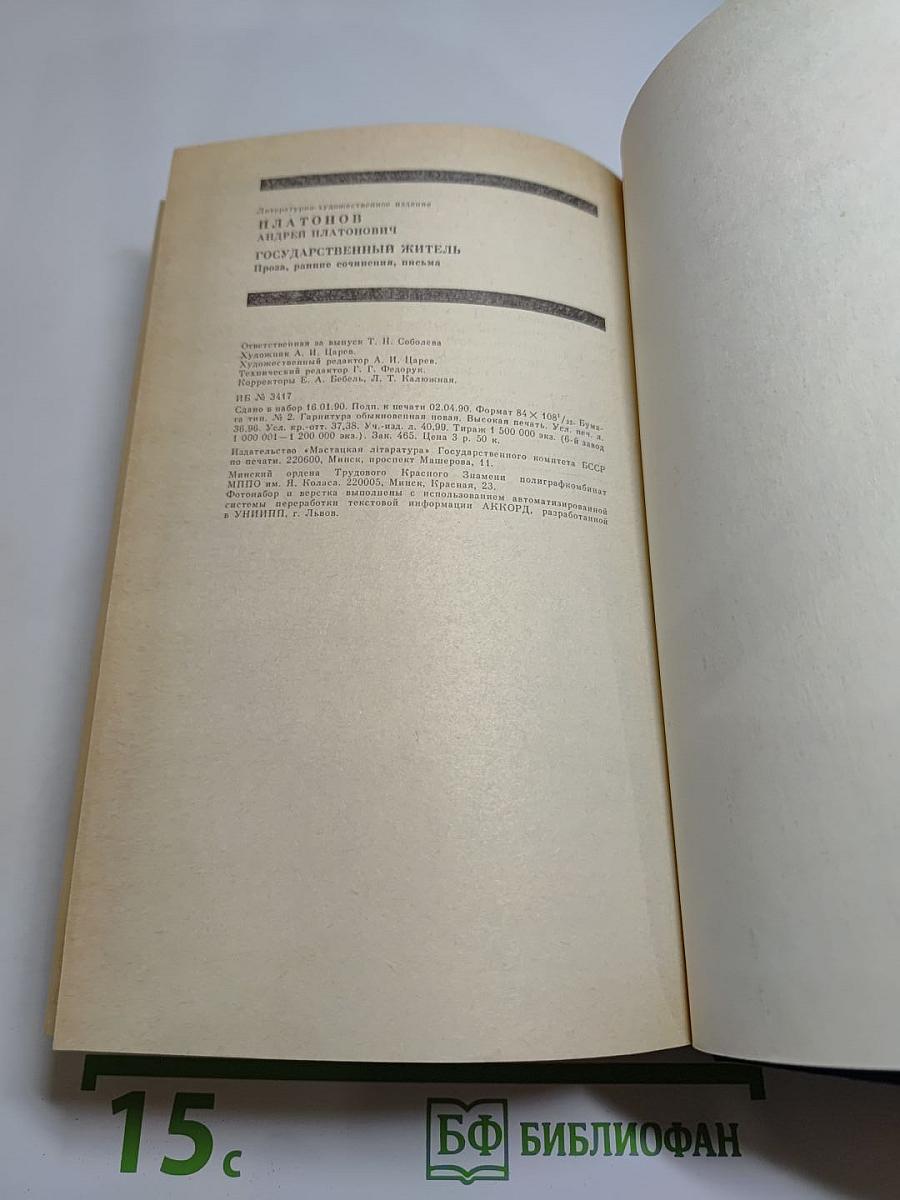 Литературно-художественное издание
ПЛАТОНОВ
АНДРЕЙ ПЛАТОНОВИЧ
ГОСУДАРСТВЕННЫЙ ЖИТЕЛЬ
Проза, ранние сочинения, письма
Ответственная за выпуск Т. Н. Соболева
Художник А. И. Царев.
Художественный редактор А. И. Царев.
Технический редактор Г. Г. Федорук.
Корректоры Е. А. Бебель, Л. Т. Калюжная.
ИБ № 3417
Сдано в набор 16.01.90. Подп. к печати 02.04.90. Формат 84 × 108¹/₃₂. Бума-
га тип. № 2. Гарнитура обыкновенная новая. Высокая печать. Усл. печ. л.
36,96. Усл. кр.-отт. 37,38. Уч.-изд. л. 40,99. Тираж 1 500 000 экз. (6-й завод
1 000 001—1 200 000 экз.). Зак. 465. Цена 3 р. 50 к.
Издательство «Мастацкая літаратура» Государственного комитета БССР
по печати. 220600, Минск, проспект Машерова, 11.
Минский ордена Трудового Красного Знамени полиграфкомбинат
МППО им. Я. Коласа. 220005, Минск, Красная, 23.
Фотонабор и верстка выполнены с использованием автоматизированной
системы переработки текстовой информации АККОРД, разработанной
в УНИИПП, г. Львов.
15 с
БФ БИБЛИОФАН